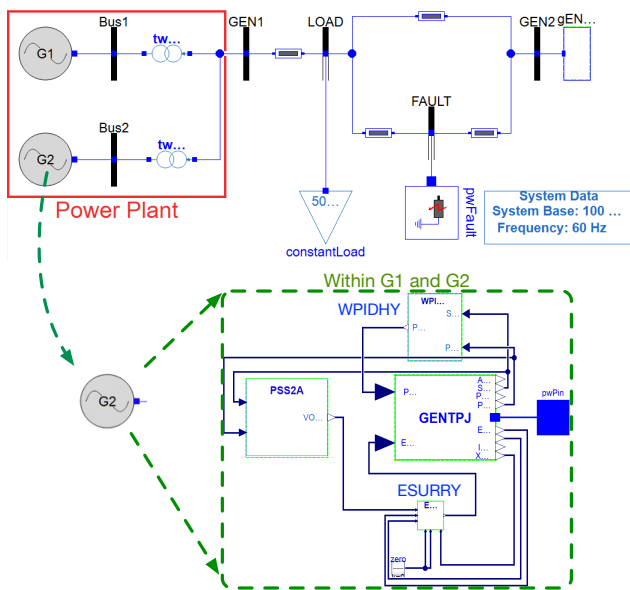 Bus1
GEN1
LOAD
GEN2
gEN...
tw...
G1
Bus2
FAULT
tw...
G2
50...
pwFault
System Data
System Base: 100 ...
Frequency: 60 Hz
Power Plant
constantLoad
Within G1 and G2
WPIDHY
WPI...
S...
P...
P...
G2
PSS2A
VO...
P...
GENTPJ
E...
A...
S...
P...
P...
E...
I...
X...
pwPin
ESURRY
E...
zero